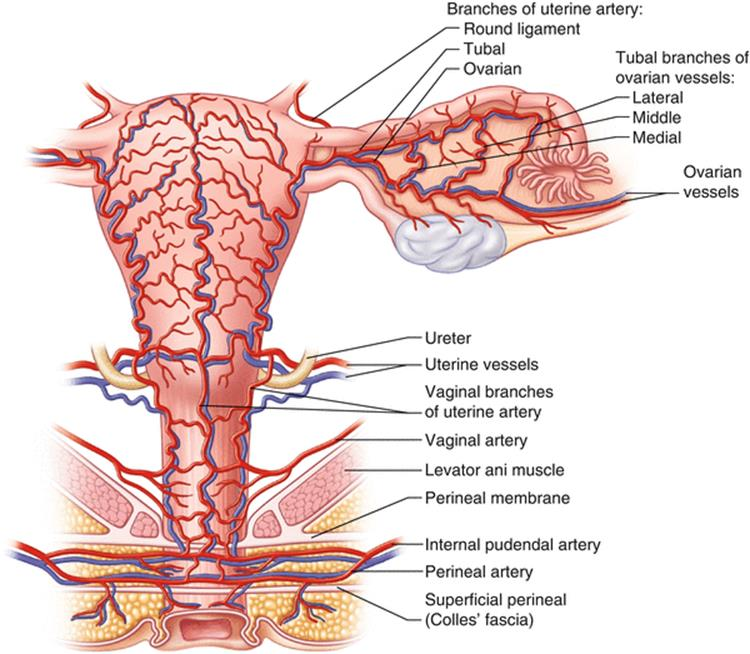 Branches of uterine artery:
Round ligament
Tubal
Ovarian
Tubal branches of
ovarian vessels:
Lateral
Middle
Medial
Ovarian
vessels
Ureter
Uterine vessels
Vaginal branches
of uterine artery
Vaginal artery
Levator ani muscle
Perineal membrane
Internal pudendal artery
Perineal artery
Superficial perineal
(Colles' fascia)